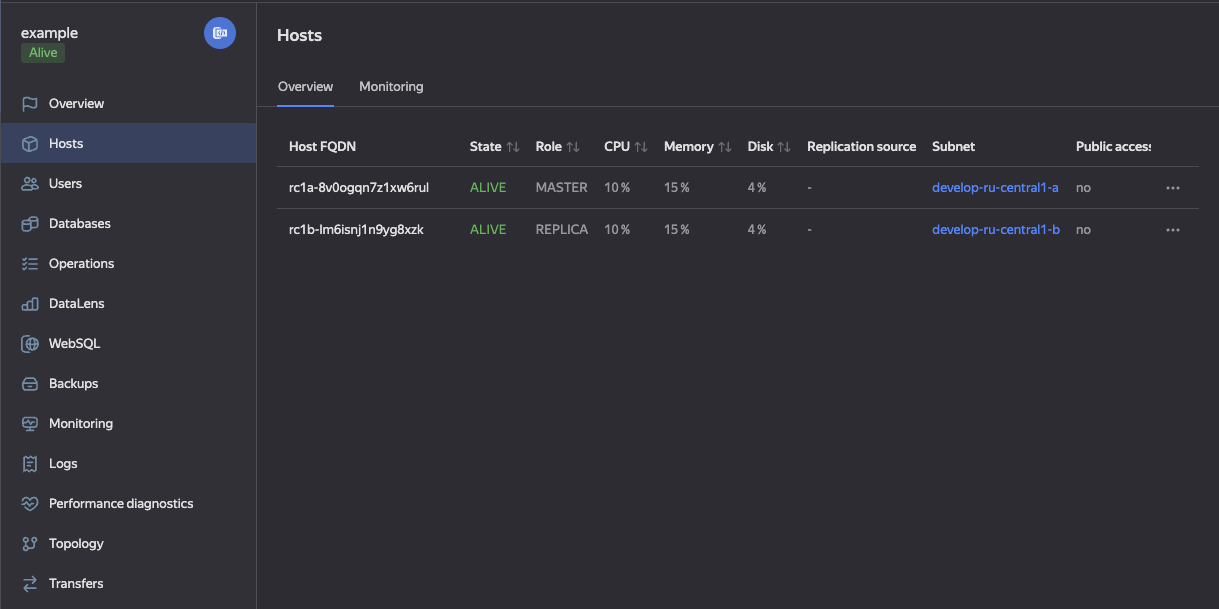 example
Alive
Overview
Hosts
Users
Databases
Operations
DataLens
WebSQL
Backups
Monitoring
Logs
Performance diagnostics
Topology
Transfers
Hosts
Overview Monitoring
Host FQDN State Role CPU Memory Disk Replication source Subnet Public access
rc1a-8v0ogqn7z1xw6rul ALIVE MASTER 10 % 15 % 4 % - develop-ru-central1-a no
rc1b-lm6isnj1n9yg8xzk ALIVE REPLICA 10 % 15 % 4 % - develop-ru-central1-b no